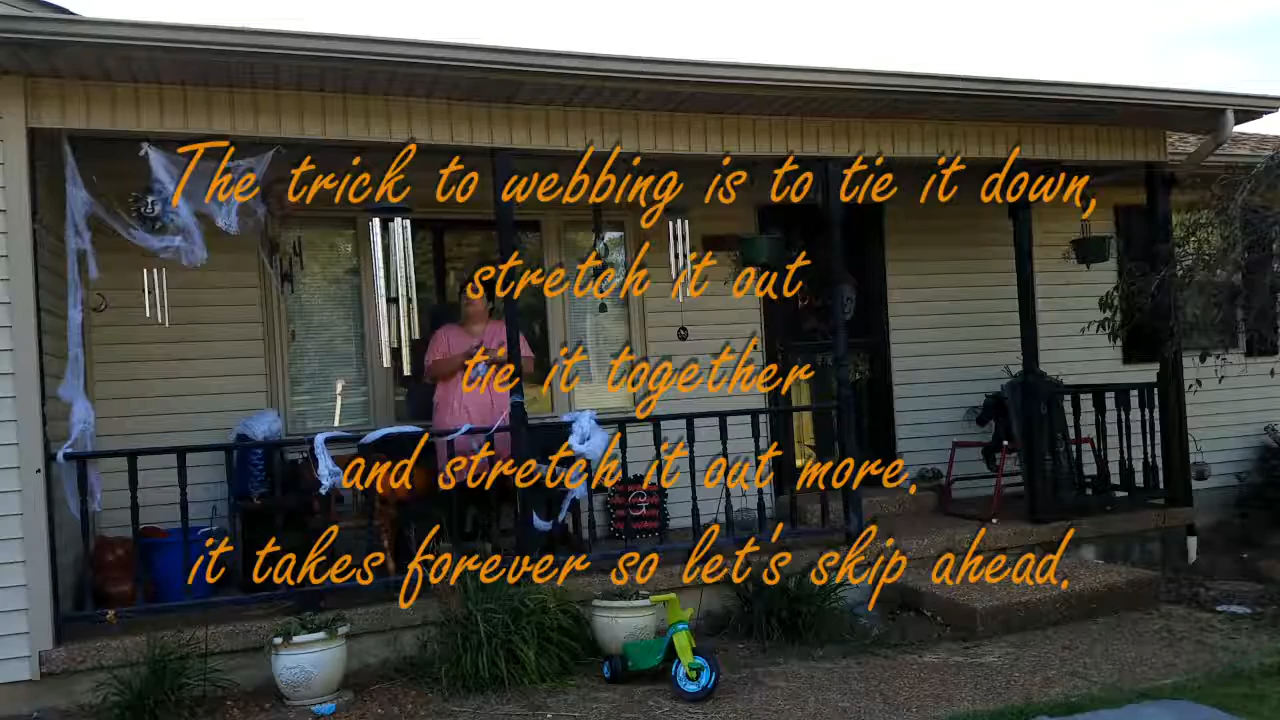 The trick to webbing is to tie it down,
stretch it out
tie it together
and stretch it out more.
it takes forever so let's skip ahead.
G